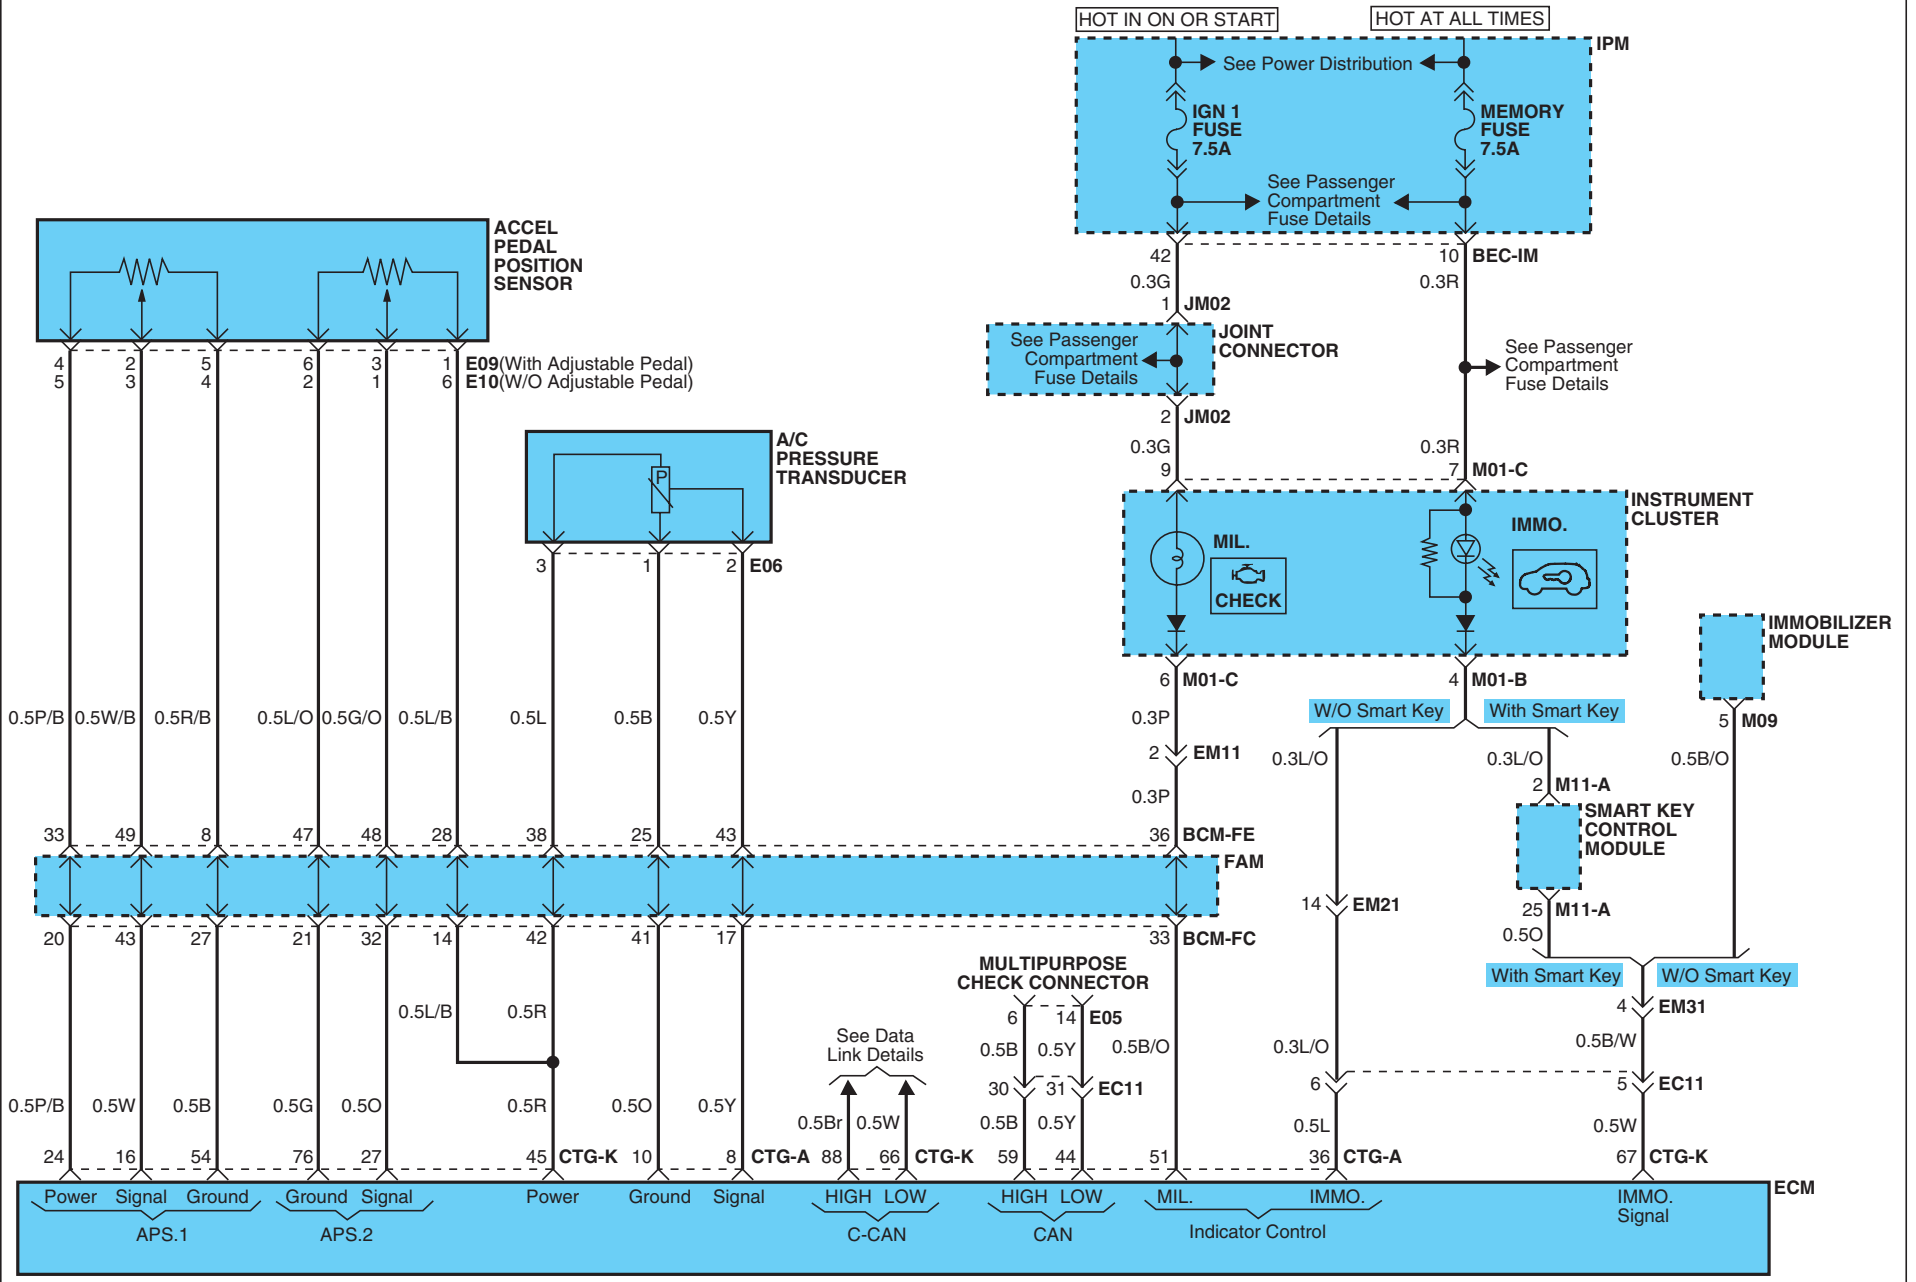 HOT IN ON OR START
HOT AT ALL TIMES
IPM
See Power Distribution
IGN 1
FUSE
7.5A
MEMORY
FUSE
7.5A
See Passenger
Compartment
Fuse Details
42
10 BEC-IM
0.3G
0.3R
1 JM02
JOINT
CONNECTOR
See Passenger
Compartment
Fuse Details
See Passenger
Compartment
Fuse Details
2 JM02
0.3G
0.3R
9
7 M01-C
ACCEL
PEDAL
POSITION
SENSOR
4 2 5 6 3 1 E09(With Adjustable Pedal)
5 3 4 2 1 6 E10(W/O Adjustable Pedal)
A/C
PRESSURE
TRANSDUCER
P
3 1 2 E06
INSTRUMENT
CLUSTER
MIL.
CHECK
IMMO.
6 M01-C
4 M01-B
IMMOBILIZER
MODULE
5 M09
W/O Smart Key
With Smart Key
0.5P/B 0.5W/B 0.5R/B 0.5L/O 0.5G/O 0.5L/B 0.5L 0.5B 0.5Y 0.3P
2 EM11
0.3L/O 0.3L/O 0.5B/O
0.3P
2 M11-A
SMART KEY
CONTROL
MODULE
33 49 8 47 48 28 38 25 43 36 BCM-FE
FAM
14 EM21
25 M11-A
0.5O
20 43 27 21 32 14 42 41 17 33 BCM-FC
MULTIPURPOSE
CHECK CONNECTOR
With Smart Key
W/O Smart Key
0.5L/B 0.5R
6 14 E05
4 EM31
See Data
Link Details
0.5B 0.5Y 0.5B/O 0.3L/O 0.5B/W
30 31 EC11
6 5 EC11
0.5P/B 0.5W 0.5B 0.5G 0.5O 0.5R 0.5O 0.5Y 0.5Br 0.5W 0.5B 0.5Y 0.5L 0.5W
24 16 54 76 27 45 CTG-K 10 8 CTG-A 88 66 CTG-K 59 44 51 36 CTG-A 67 CTG-K
ECM
Power Signal Ground Ground Signal Power Ground Signal HIGH LOW HIGH LOW MIL. IMMO. IMMO.
Signal
APS.1 APS.2 C-CAN CAN Indicator Control